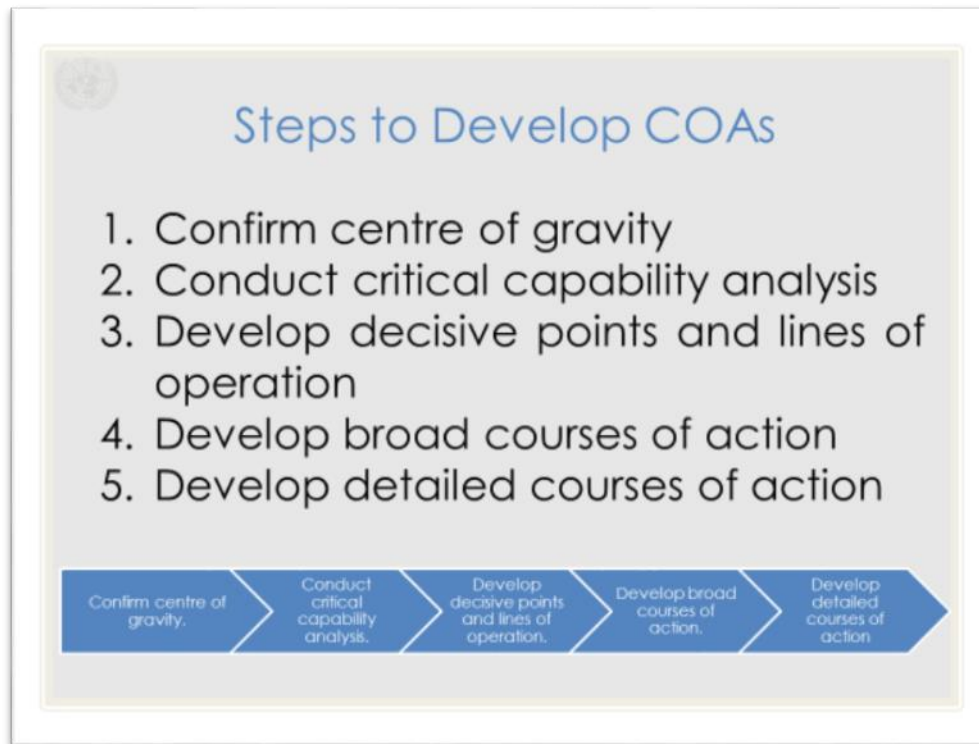 Steps to Develop COAs
1. Confirm centre of gravity
2. Conduct critical capability analysis
3. Develop decisive points and lines of
operation
4. Develop broad courses of action
5. Develop detailed courses of action
Confirm centre of
gravity.
Conduct
critical
capability
analysis.
Develop
decisive points
and lines of
operation.
Develop broad
courses of
action.
Develop
detailed
courses of
action